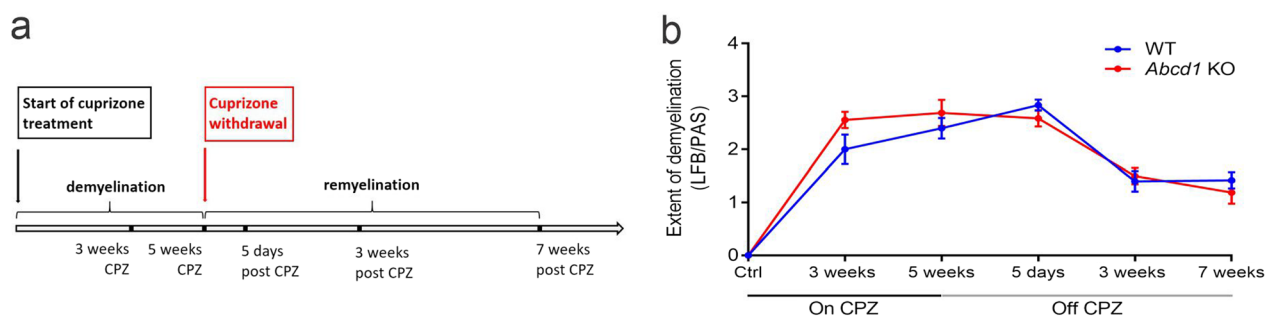 a
Start of cuprizone
treatment
Cuprizone
withdrawal
demyelination
remyelination
3 weeks
CPZ
5 weeks
CPZ
5 days
post CPZ
3 weeks
post CPZ
7 weeks
post CPZ
b
Extent of demyelination
(LFB/PAS)
4
3
2
1
0
WT
Abcd1 KO
Ctrl
3 weeks
5 weeks
5 days
3 weeks
7 weeks
On CPZ
Off CPZ